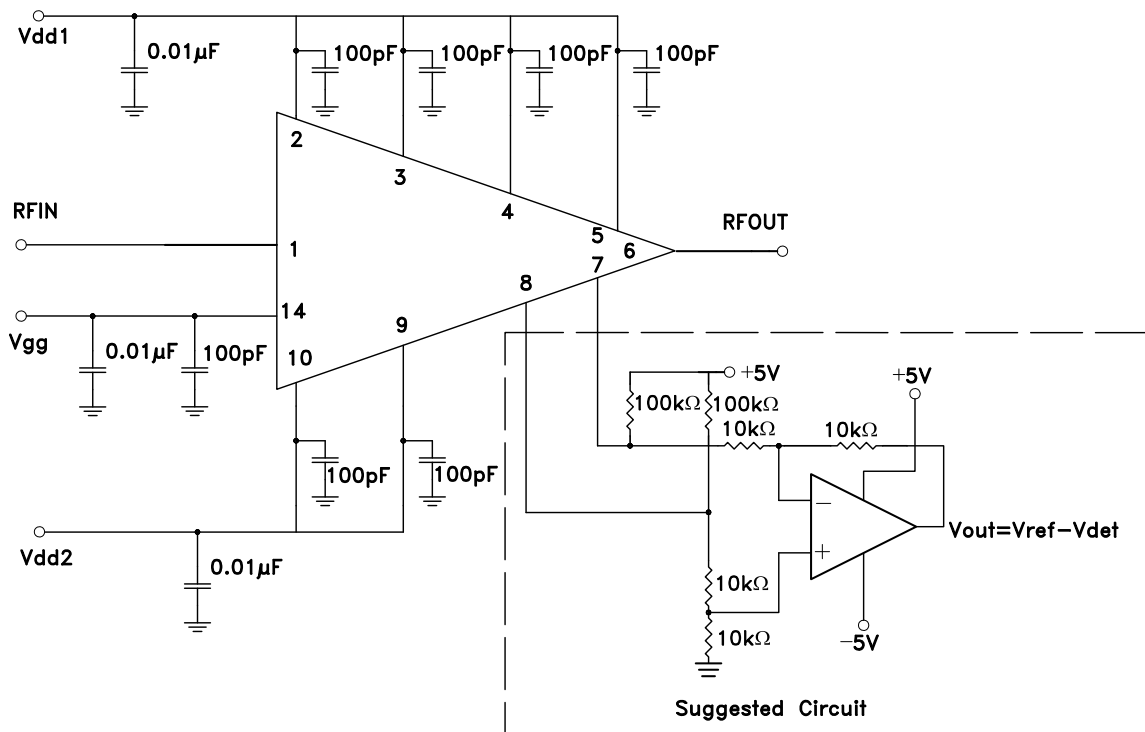 Vdd1
0.01µF
100pF
100pF
100pF
100pF
2
3
4
5
6
7
8
RFIN
1
RFOUT
14
Vgg
0.01µF
100pF
10
9
100pF
100pF
Vdd2
0.01µF
+5V
+5V
100kΩ
100kΩ
10kΩ
10kΩ
−
+
Vout=Vref−Vdet
10kΩ
10kΩ
−5V
Suggested Circuit